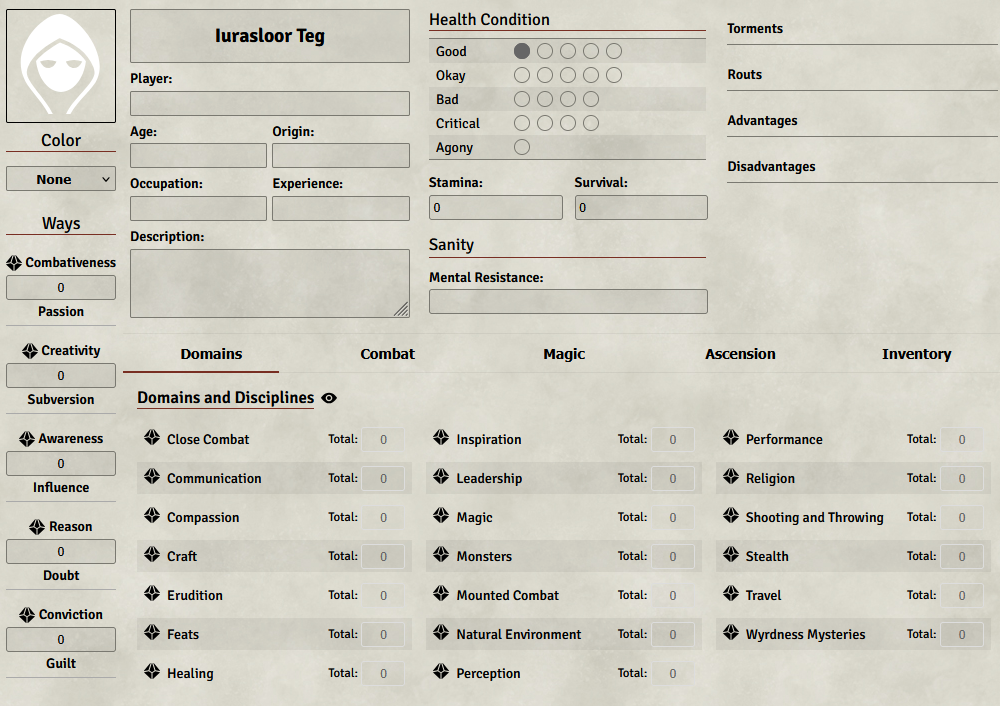 Iurasloor Teg
Player:
Age:
Origin:
Occupation:
Experience:
Description:
Color
None
Ways
Combativeness
0
Passion
Creativity
0
Subversion
Awareness
0
Influence
Reason
0
Doubt
Conviction
0
Guilt
Health Condition
Good
Okay
Bad
Critical
Agony
Stamina:
0
Survival:
0
Sanity
Mental Resistance:
Torments
Routs
Advantages
Disadvantages
Domains
Combat
Magic
Ascension
Inventory
Domains and Disciplines
Close Combat Total: 0
Communication Total: 0
Compassion Total: 0
Craft Total: 0
Erudition Total: 0
Feats Total: 0
Healing Total: 0
Inspiration Total: 0
Leadership Total: 0
Magic Total: 0
Monsters Total: 0
Mounted Combat Total: 0
Natural Environment Total: 0
Perception Total: 0
Performance Total: 0
Religion Total: 0
Shooting and Throwing Total: 0
Stealth Total: 0
Travel Total: 0
Wyrdness Mysteries Total: 0